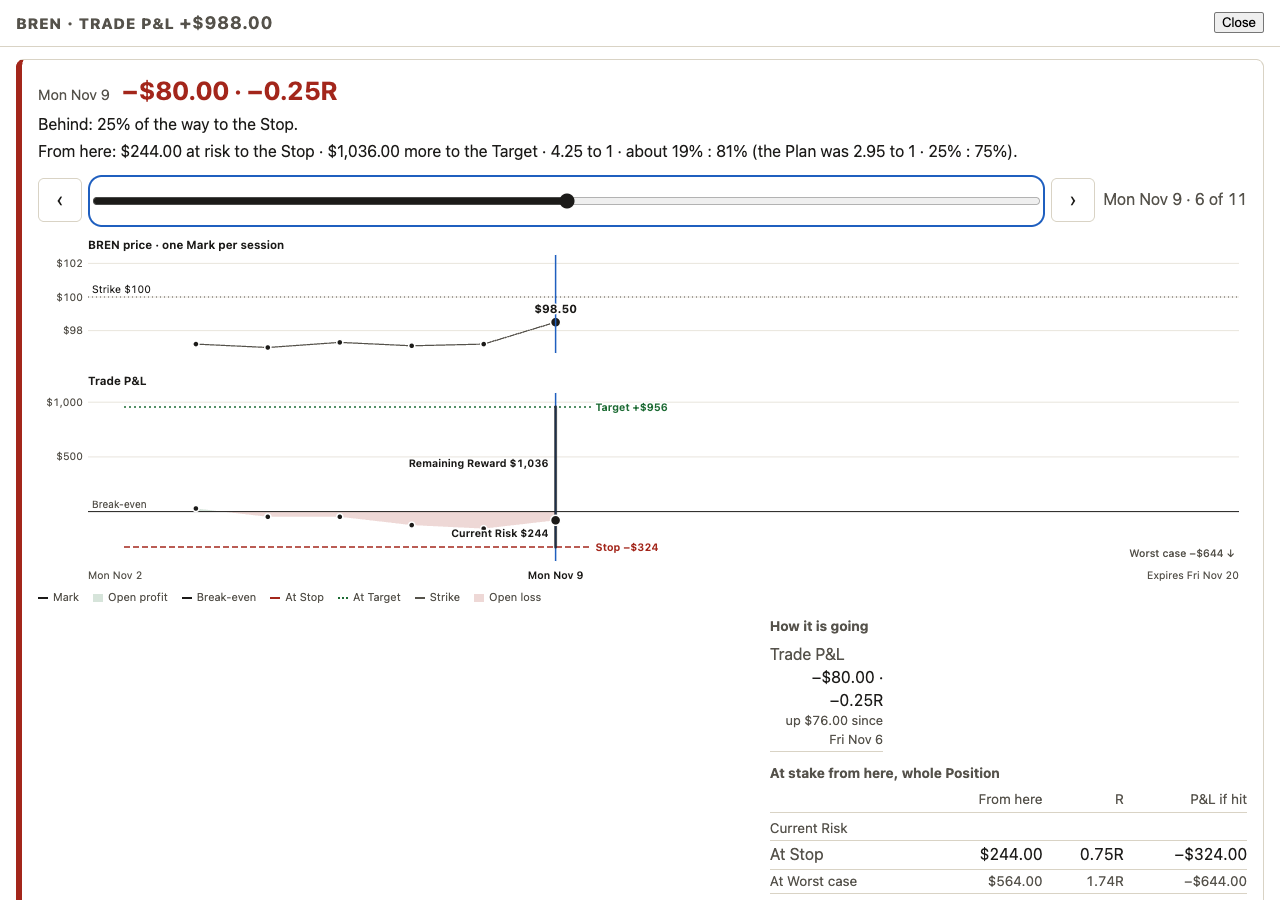 BREN · TRADE P&L +$988.00
Close
Mon Nov 9 −$80.00 · −0.25R
Behind: 25% of the way to the Stop.
From here: $244.00 at risk to the Stop · $1,036.00 more to the Target · 4.25 to 1 · about 19% : 81% (the Plan was 2.95 to 1 · 25% : 75%).
‹
›
Mon Nov 9 · 6 of 11
BREN price · one Mark per session
$102
Strike $100
$100
$98.50
$98
Trade P&L
$1,000
Target +$956
$500
Remaining Reward $1,036
Break-even
Current Risk $244
Stop −$324
Worst case −$644 ↓
Mon Nov 2
Mon Nov 9
Expires Fri Nov 20
Mark Open profit Break-even At Stop At Target Strike Open loss
How it is going
Trade P&L
−$80.00 ·
−0.25R
up $76.00 since
Fri Nov 6
At stake from here, whole Position
From here R P&L if hit
Current Risk
At Stop $244.00 0.75R −$324.00
At Worst case $564.00 1.74R −$644.00